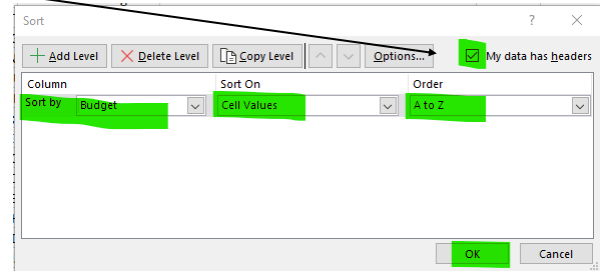 Sort ? ×
Add Level Delete Level Copy Level Options... My data has headers
Column Sort On Order
Sort by Budget Cell Values A to Z
OK Cancel